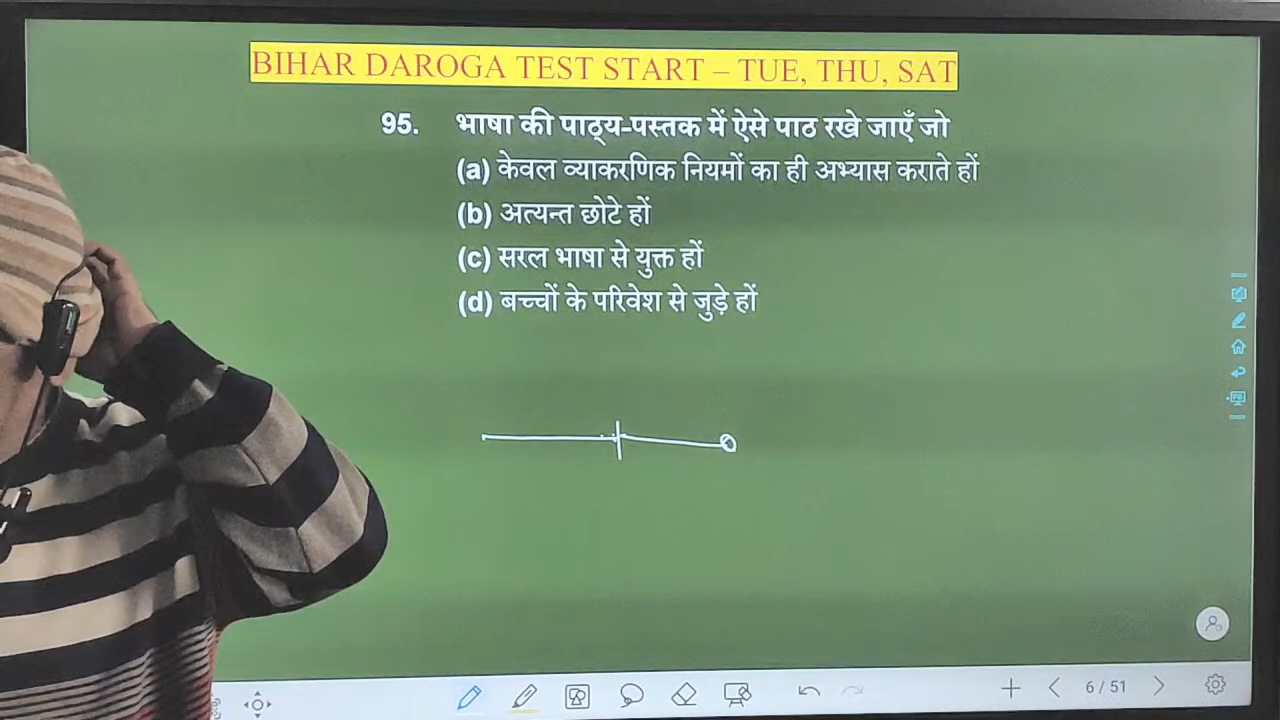 BIHAR DAROGA TEST START – TUE, THU, SAT
95. भाषा की पाठ्य-पस्तक में ऐसे पाठ रखे जाएँ जो
(a) केवल व्याकरणिक नियमों का ही अभ्यास कराते हों
(b) अत्यन्त छोटे हों
(c) सरल भाषा से युक्त हों
(d) बच्चों के परिवेश से जुड़े हों
6 / 51